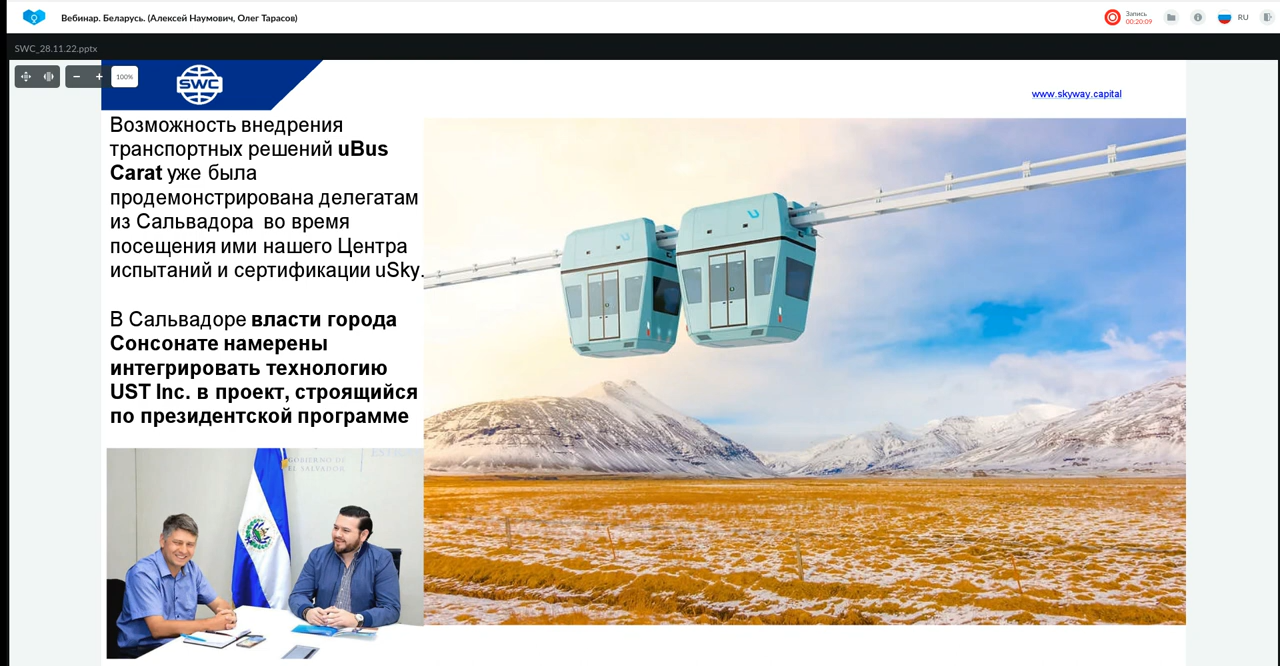 Вебинар. Беларусь. (Алексей Наумович, Олег Тарасов)
Запись
00:20:09
RU
SWC_28.11.22.pptx
100%
SWC
www.skyway.capital
Возможность внедрения
транспортных решений uBus
Carat уже была
продемонстрирована делегатам
из Сальвадора во время
посещения ими нашего Центра
испытаний и сертификации uSky.
В Сальвадоре власти города
Сонсонате намерены
интегрировать технологию
UST Inc. в проект, строящийся
по президентской программе
GOBIERNO DE
EL SALVADOR